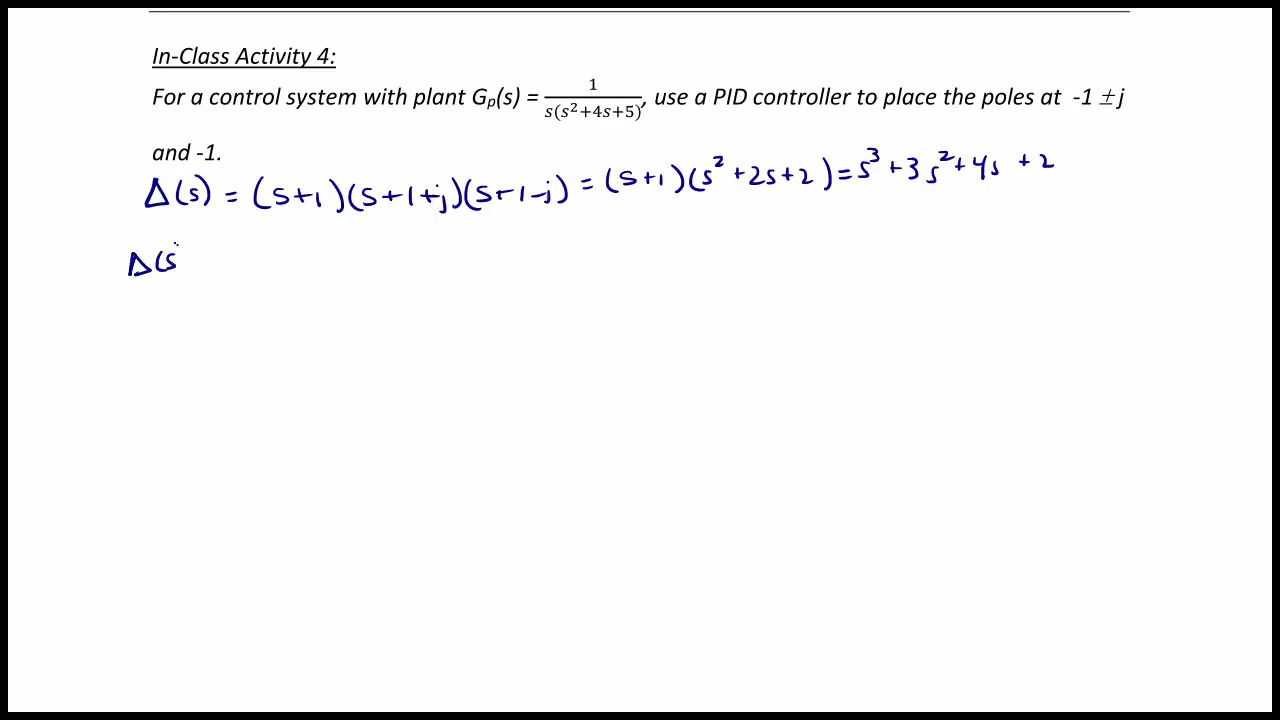 In-Class Activity 4:
For a control system with plant Gₚ(s) = 1/(s(s²+4s+5)), use a PID controller to place the poles at -1 ±j
and -1.
Δ(s) = (s+1)(s+1+j)(s+1-j) = (s+1)(s²+2s+2) = s³+3s²+4s+2
Δ(s